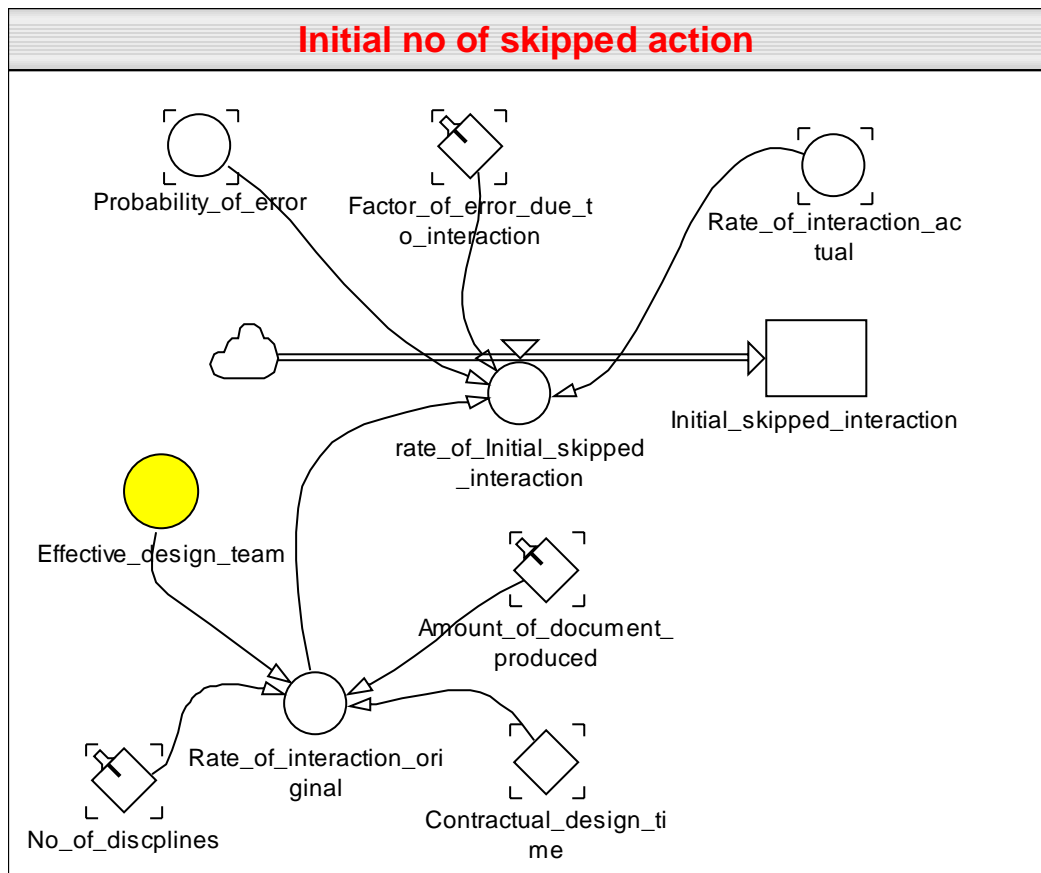 Initial no of skipped action
Probability_of_error
Factor_of_error_due_t
o_interaction
Rate_of_interaction_ac
tual
Initial_skipped_interaction
rate_of_Initial_skipped
_interaction
Effective_design_team
Amount_of_document_
produced
Rate_of_interaction_ori
ginal
No_of_discplines
Contractual_design_ti
me